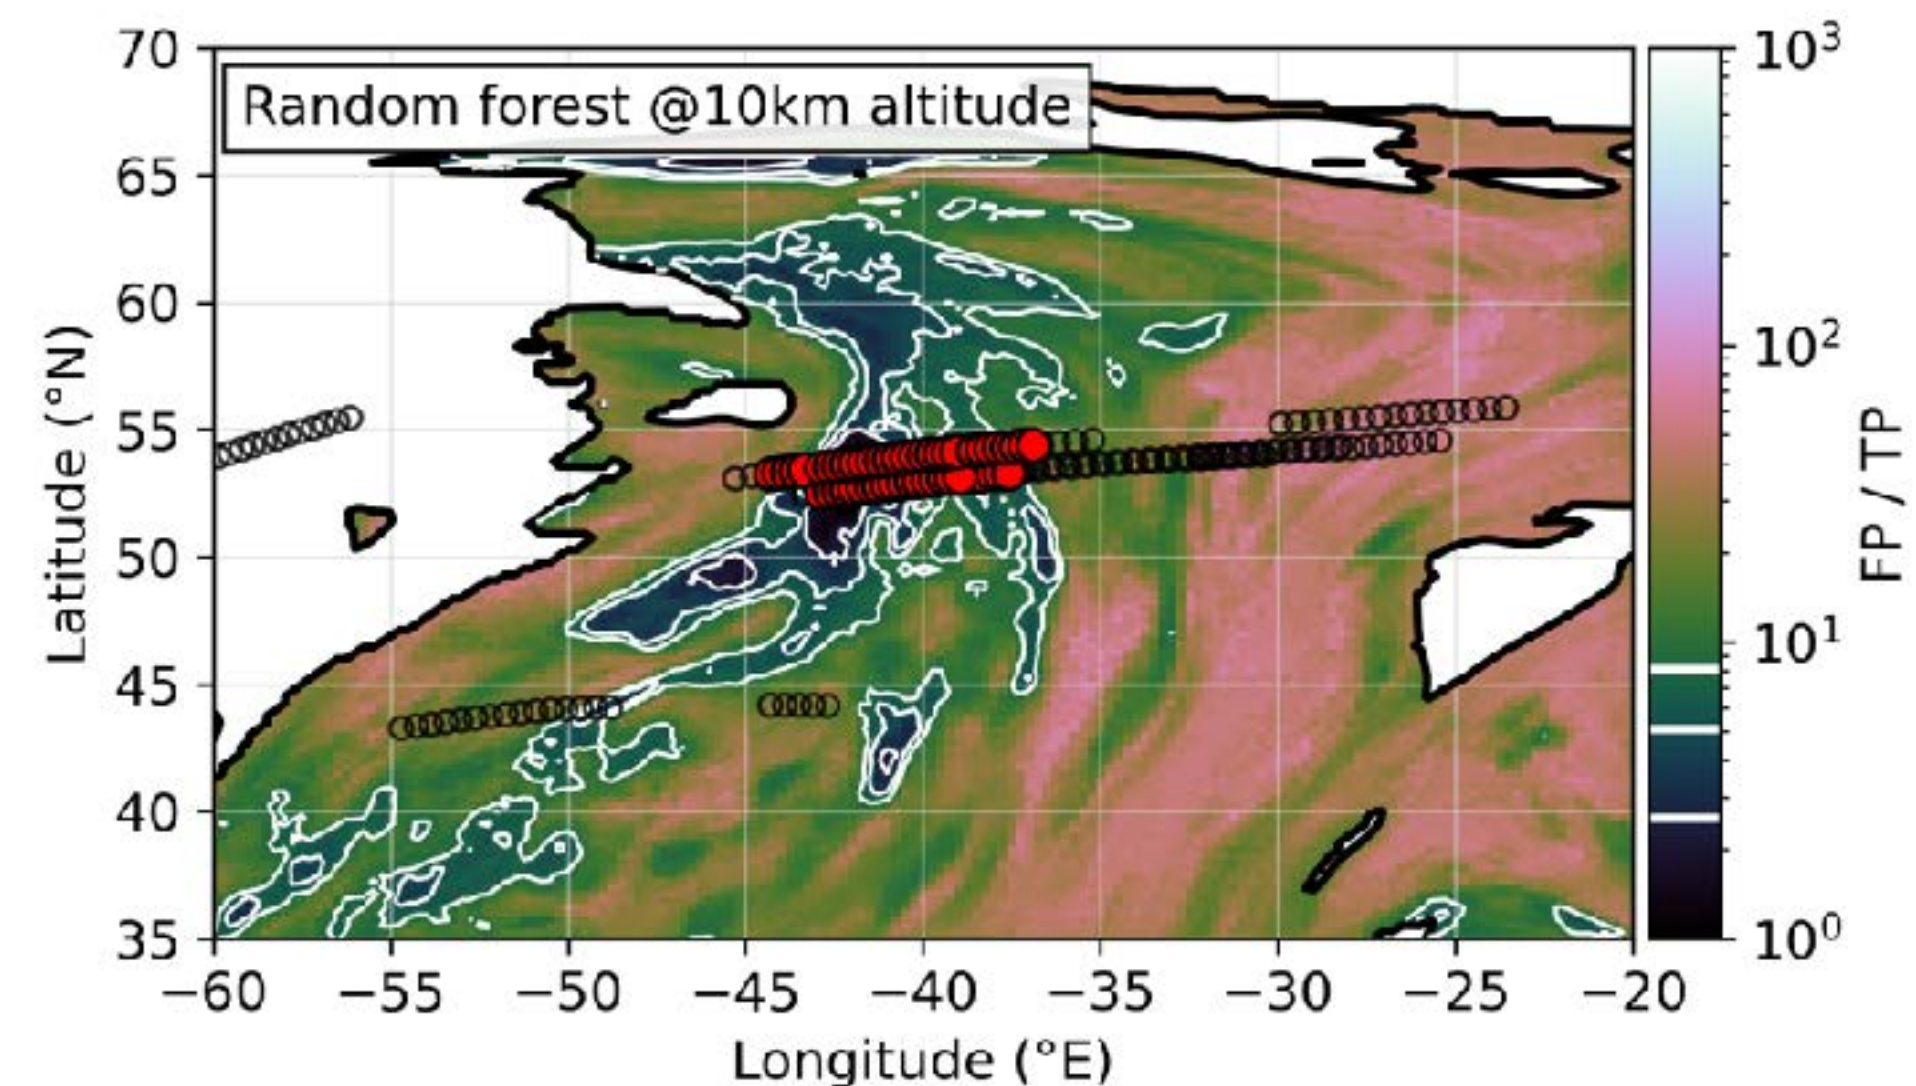 Random forest @10km altitude
70
65
60
55
50
45
40
35
Latitude (°N)
−60 −55 −50 −45 −40 −35 −30 −25 −20
Longitude (°E)
10³
10²
10¹
10⁰
FP / TP